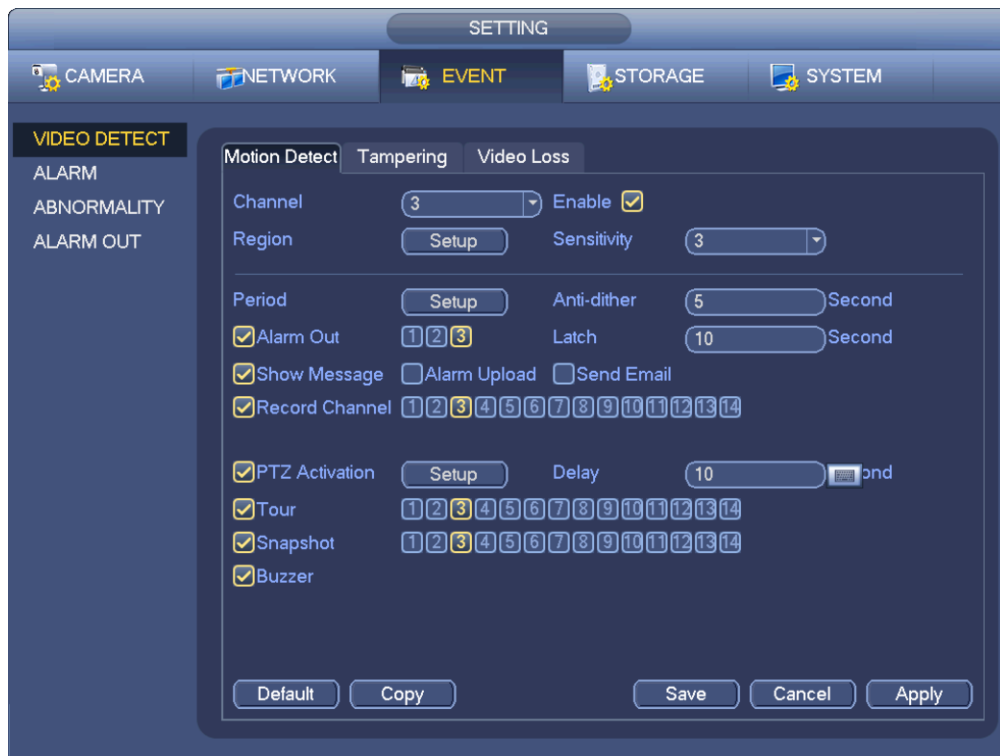 SETTING
CAMERA NETWORK EVENT STORAGE SYSTEM
VIDEO DETECT
ALARM
ABNORMALITY
ALARM OUT
Motion Detect Tampering Video Loss
Channel 3 Enable
Region Setup Sensitivity 3
Period Setup Anti-dither 5 Second
Alarm Out 1 2 3 Latch 10 Second
Show Message Alarm Upload Send Email
Record Channel 1 2 3 4 5 6 7 8 9 10 11 12 13 14
PTZ Activation Setup Delay 10 ond
Tour 1 2 3 4 5 6 7 8 9 10 11 12 13 14
Snapshot 1 2 3 4 5 6 7 8 9 10 11 12 13 14
Buzzer
Default Copy Save Cancel Apply